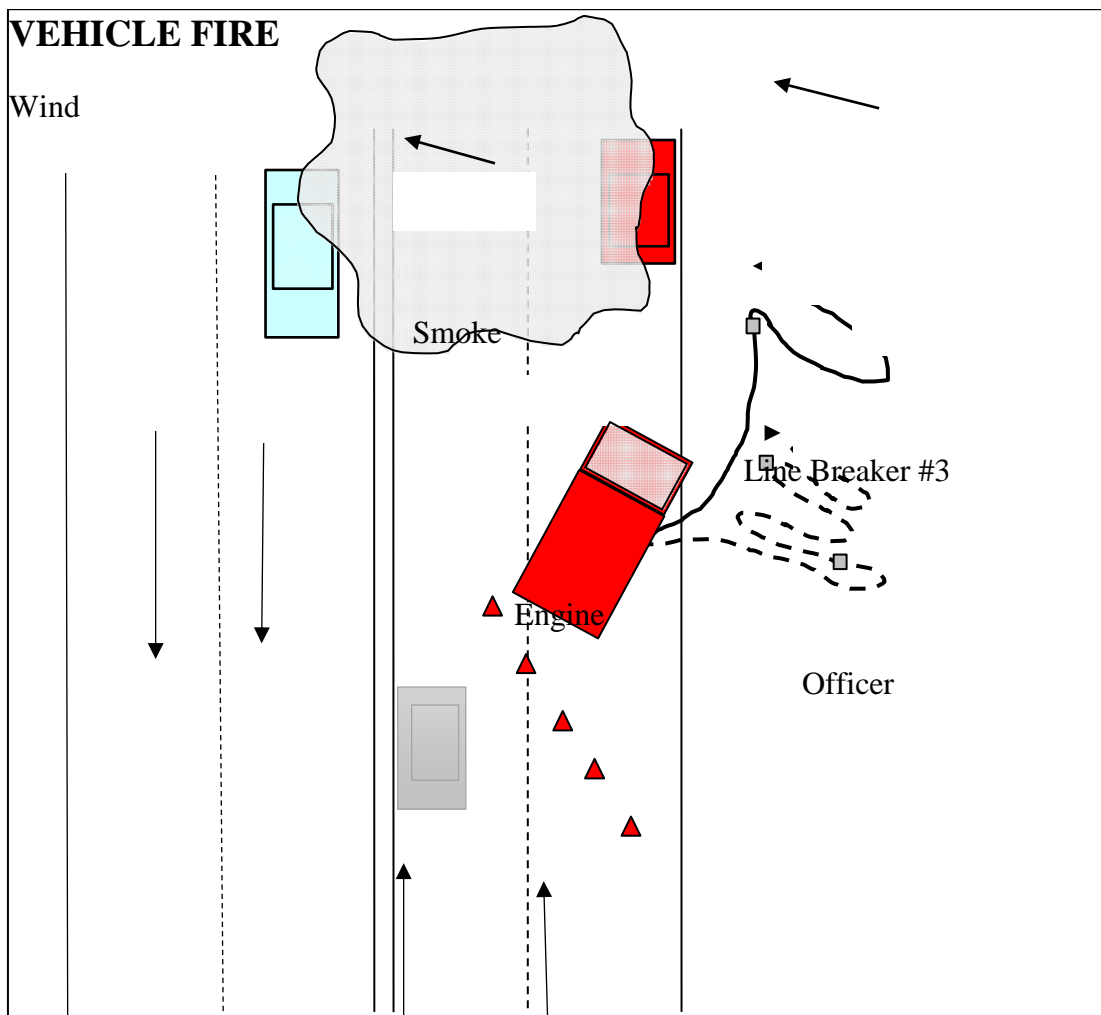 VEHICLE FIRE
Wind
Smoke
Line Breaker #3
Engine
Officer